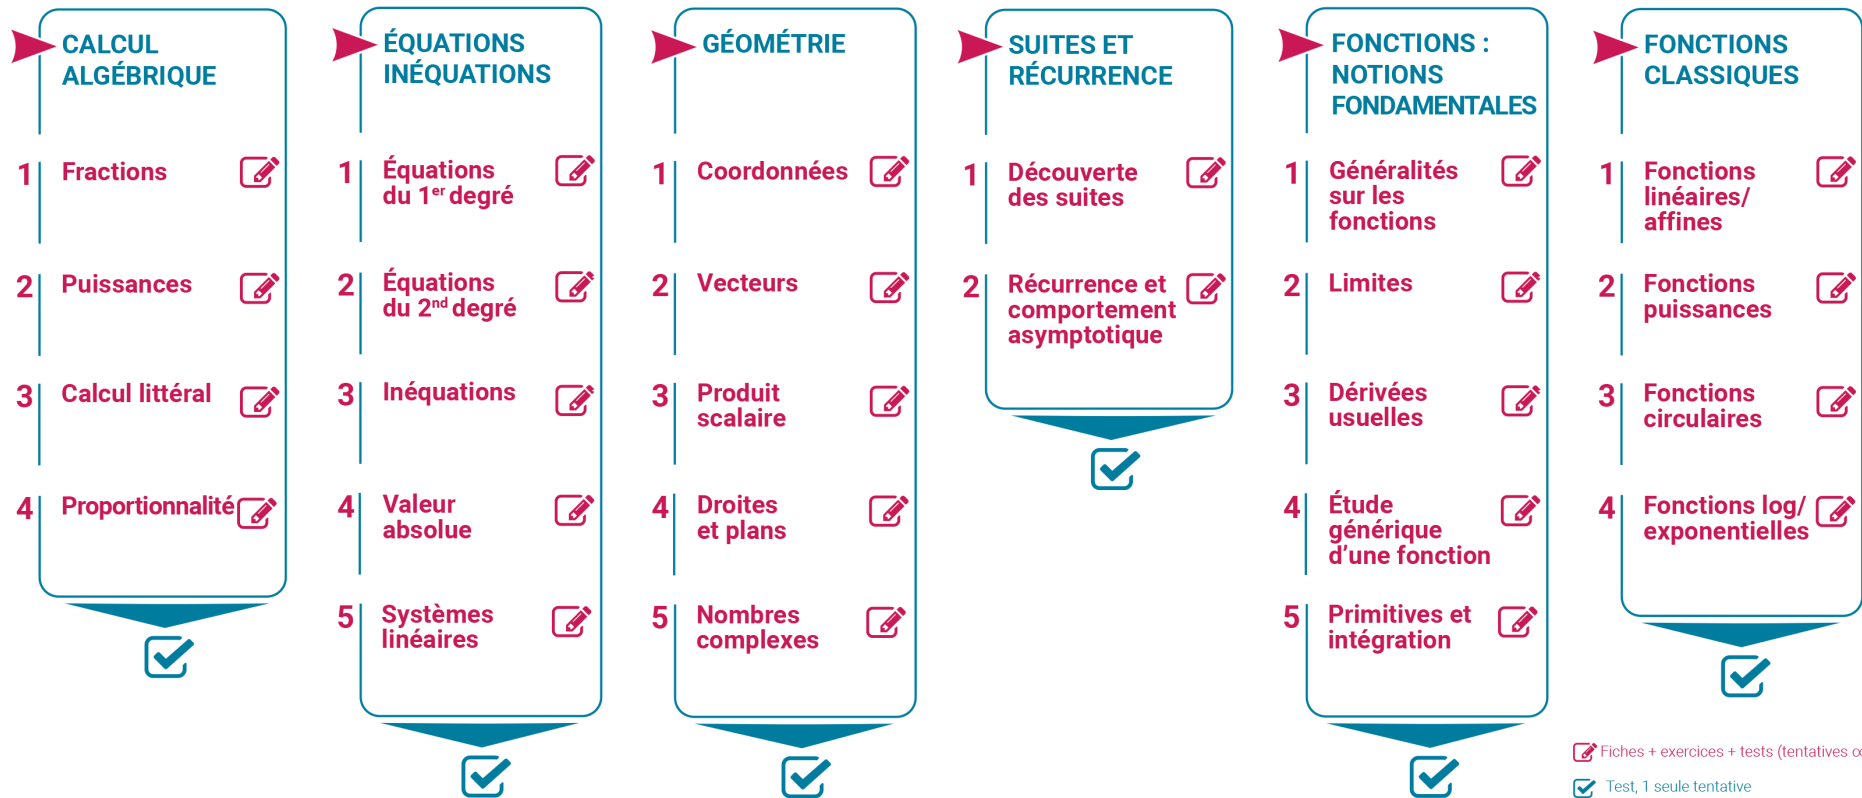 CALCUL
ALGÉBRIQUE
1 Fractions
2 Puissances
3 Calcul littéral
4 Proportionnalité
ÉQUATIONS
INÉQUATIONS
1 Équations
du 1er degré
2 Équations
du 2nd degré
3 Inéquations
4 Valeur
absolue
5 Systèmes
linéaires
GÉOMÉTRIE
1 Coordonnées
2 Vecteurs
3 Produit
scalaire
4 Droites
et plans
5 Nombres
complexes
SUITES ET
RÉCURRENCE
1 Découverte
des suites
2 Récurrence et
comportement
asymptotique
FONCTIONS :
NOTIONS
FONDAMENTALES
1 Généralités
sur les
fonctions
2 Limites
3 Dérivées
usuelles
4 Étude
générique
d’une fonction
5 Primitives et
intégration
FONCTIONS
CLASSIQUES
1 Fonctions
linéaires/
affines
2 Fonctions
puissances
3 Fonctions
circulaires
4 Fonctions log/
exponentielles
Fiches + exercices + tests (tentatives ∞
Test, 1 seule tentative